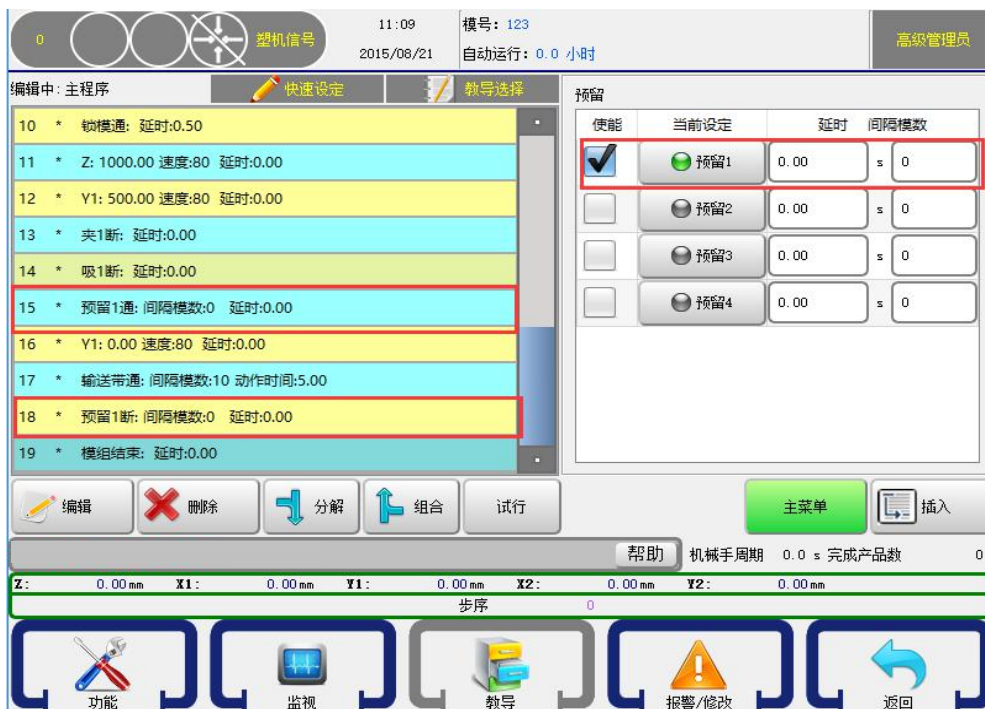 0 塑机信号 11:09 2015/08/21 模号: 123 自动运行: 0.0 小时 高级管理员
编辑中: 主程序 快速设定 教导选择
10 * 锁模通: 延时:0.50
11 * Z: 1000.00 速度:80 延时:0.00
12 * Y1: 500.00 速度:80 延时:0.00
13 * 夹1断: 延时:0.00
14 * 吸1断: 延时:0.00
15 * 预留1通: 间隔模数:0 延时:0.00
16 * Y1: 0.00 速度:80 延时:0.00
17 * 输送带通: 间隔模数:10 动作时间:5.00
18 * 预留1断: 间隔模数:0 延时:0.00
19 * 模组结束: 延时:0.00
预留
使能 当前设定 延时 间隔模数
预留1 0.00 s 0
预留2 0.00 s 0
预留3 0.00 s 0
预留4 0.00 s 0
编辑 删除 分解 组合 试行 主菜单 插入
帮助 机械手周期 0.0 s 完成产品数 0
Z: 0.00mm X1: 0.00mm Y1: 0.00mm X2: 0.00mm Y2: 0.00mm
步序 0
功能 监视 教导 报警/修改 返回